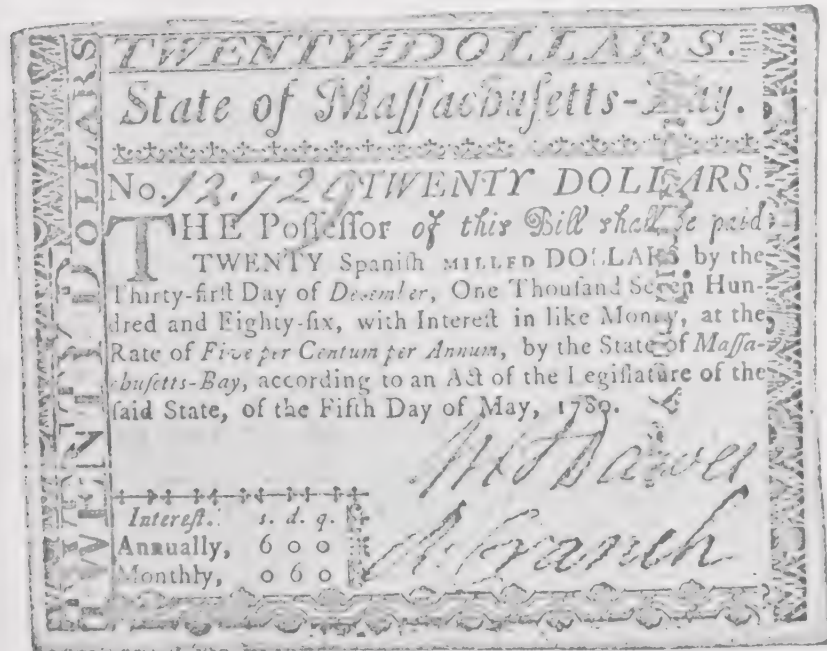 TWENTY DOLLARS.
State of Maſſachuſetts-Bay.
No. 12.729 TWENTY DOLLARS.
THE Poſſeſſor of this Bill shall be paid
TWENTY Spaniſh MILLED DOLLARS by the
Thirty-firſt Day of December, One Thouſand Seven Hun-
dred and Eighty-ſix, with Intereſt in like Money, at the
Rate of Five per Centum per Annum, by the State of Maſſa-
chuſetts-Bay, according to an Act of the Legiſlature of the
ſaid State, of the Fifth Day of May, 1780.
Dawes
R Cranch
Intereſt. s. d. q.
Annually, 6 0 0
Monthly, 0 6 0
TWENTY DOLLARS